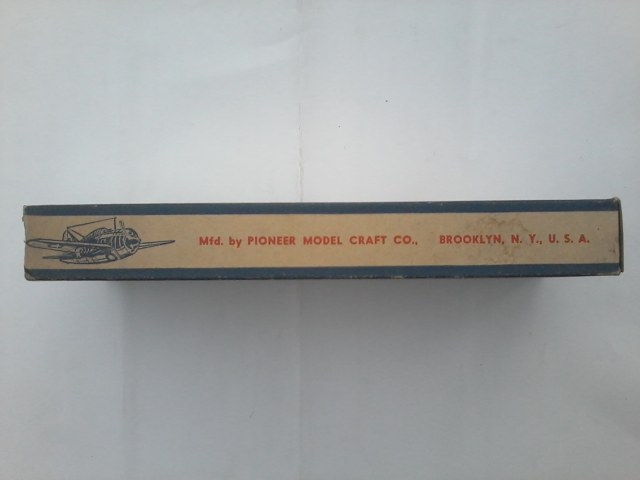 Mfd. by PIONEER MODEL CRAFT CO., BROOKLYN, N. Y., U. S. A.